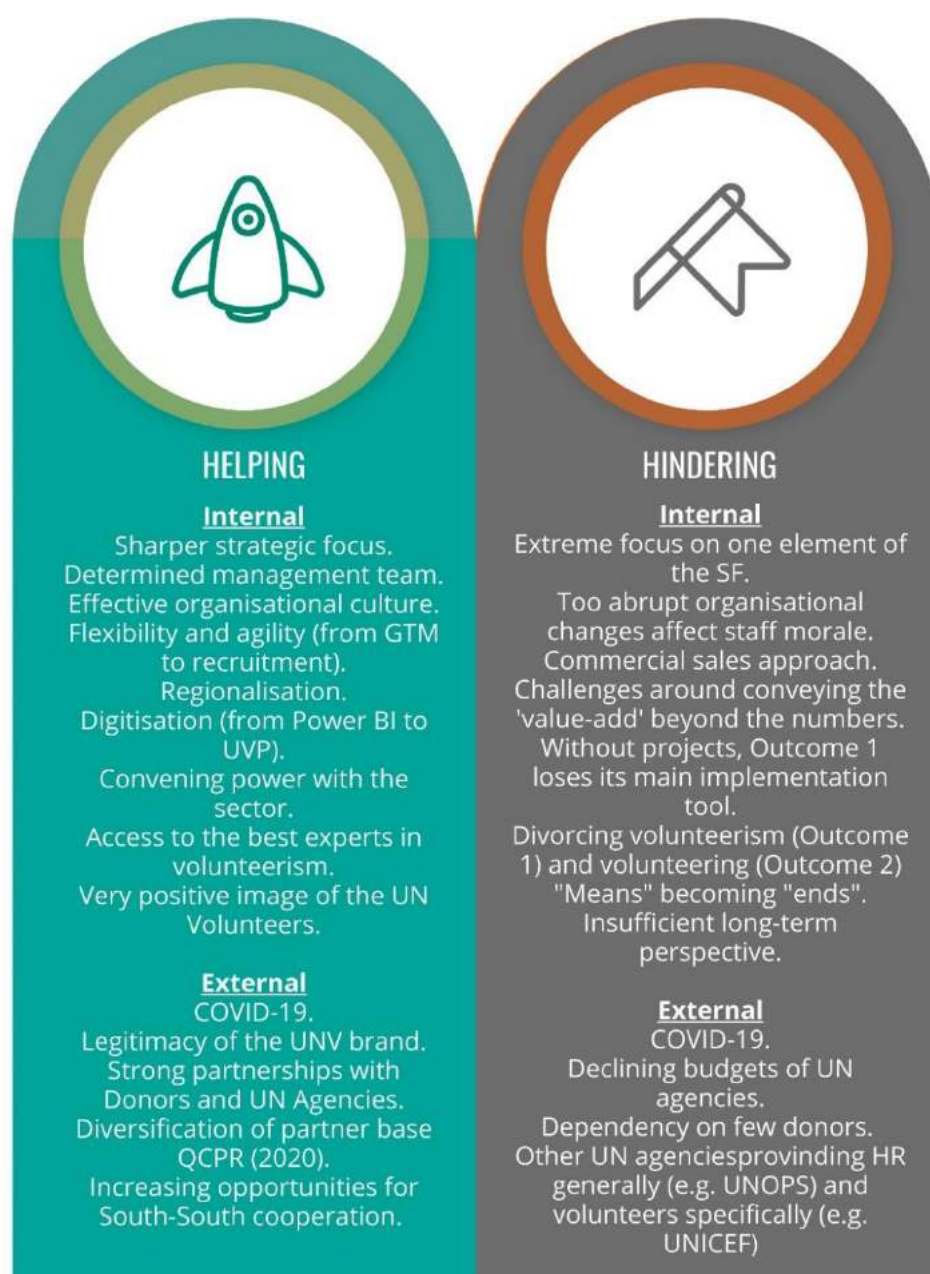 HELPING
Internal
Sharper strategic focus.
Determined management team.
Effective organisational culture.
Flexibility and agility (from GTM
to recruitment).
Regionalisation.
Digitisation (from Power BI to
UVP).
Convening power with the
sector.
Access to the best experts in
volunteerism.
Very positive image of the UN
Volunteers.
External
COVID-19.
Legitimacy of the UNV brand.
Strong partnerships with
Donors and UN Agencies.
Diversification of partner base
QCPR (2020).
Increasing opportunities for
South-South cooperation.
HINDERING
Internal
Extreme focus on one element of
the SF.
Too abrupt organisational
changes affect staff morale.
Commercial sales approach.
Challenges around conveying the
'value-add' beyond the numbers.
Without projects, Outcome 1
loses its main implementation
tool.
Divorcing volunteerism (Outcome
1) and volunteering (Outcome 2)
"Means" becoming "ends".
Insufficient long-term
perspective.
External
COVID-19.
Declining budgets of UN
agencies.
Dependency on few donors.
Other UN agenciesprovinding HR
generally (e.g. UNOPS) and
volunteers specifically (e.g.
UNICEF)